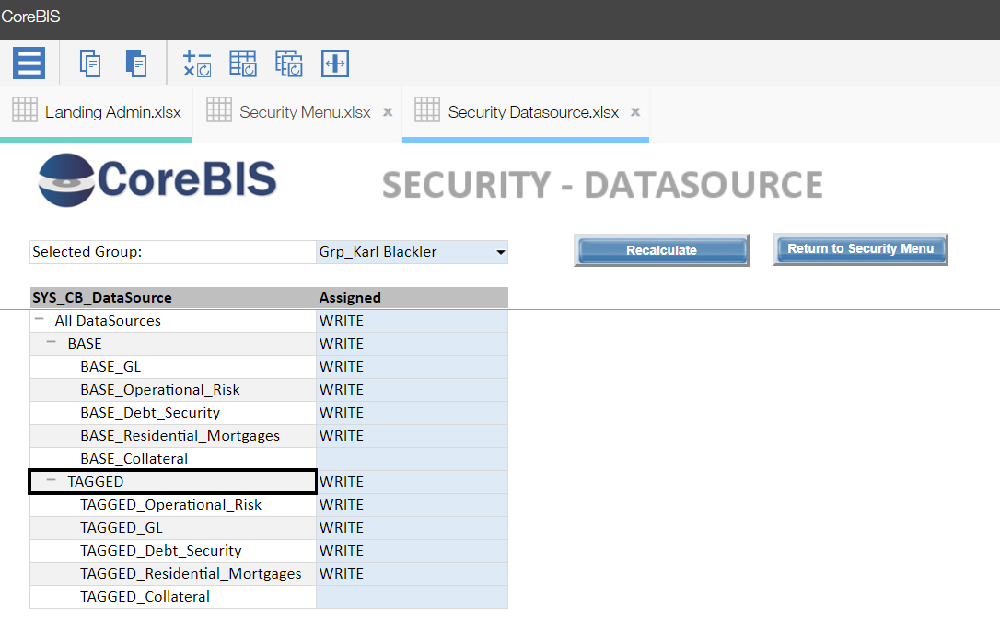 CoreBIS
Landing Admin.xlsx Security Menu.xlsx × Security Datasource.xlsx ×
CoreBIS SECURITY - DATASOURCE
Selected Group: Grp_Karl Blackler Recalculate Return to Security Menu
SYS_CB_DataSource Assigned
All DataSources WRITE
BASE WRITE
BASE_GL WRITE
BASE_Operational_Risk WRITE
BASE_Debt_Security WRITE
BASE_Residential_Mortgages WRITE
BASE_Collateral
TAGGED WRITE
TAGGED_Operational_Risk WRITE
TAGGED_GL WRITE
TAGGED_Debt_Security WRITE
TAGGED_Residential_Mortgages WRITE
TAGGED_Collateral